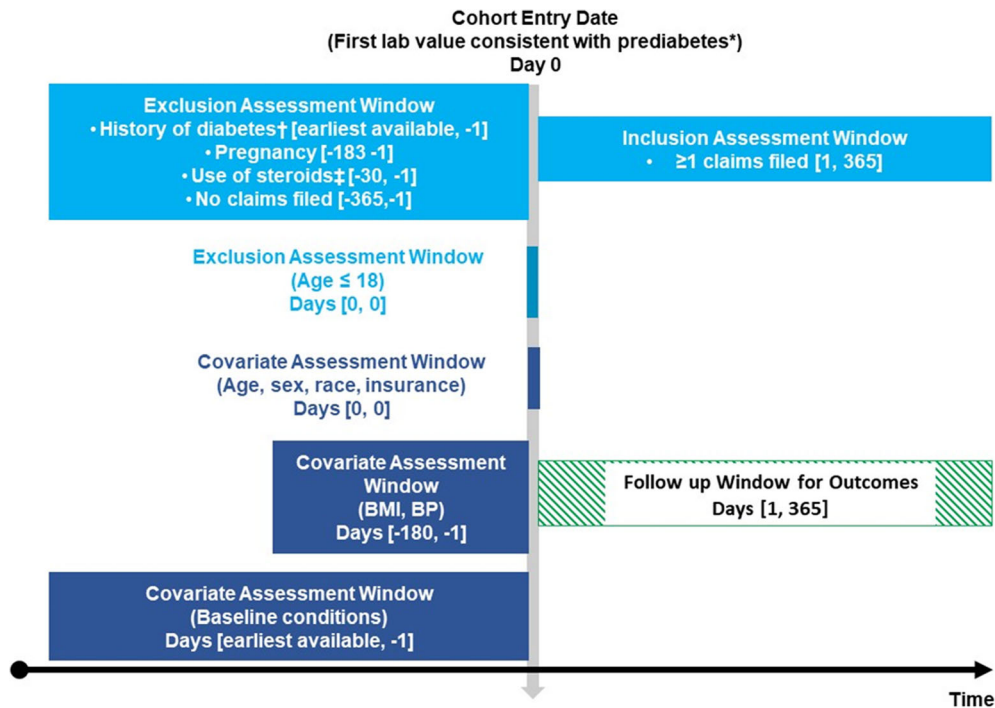 Cohort Entry Date
(First lab value consistent with prediabetes*)
Day 0
Exclusion Assessment Window
• History of diabetes† [earliest available, -1]
• Pregnancy [-183 -1]
• Use of steroids‡ [-30, -1]
• No claims filed [-365,-1]
Inclusion Assessment Window
• ≥1 claims filed [1, 365]
Exclusion Assessment Window
(Age ≤ 18)
Days [0, 0]
Covariate Assessment Window
(Age, sex, race, insurance)
Days [0, 0]
Covariate Assessment
Window
(BMI, BP)
Days [-180, -1]
Follow up Window for Outcomes
Days [1, 365]
Covariate Assessment Window
(Baseline conditions)
Days [earliest available, -1]
Time